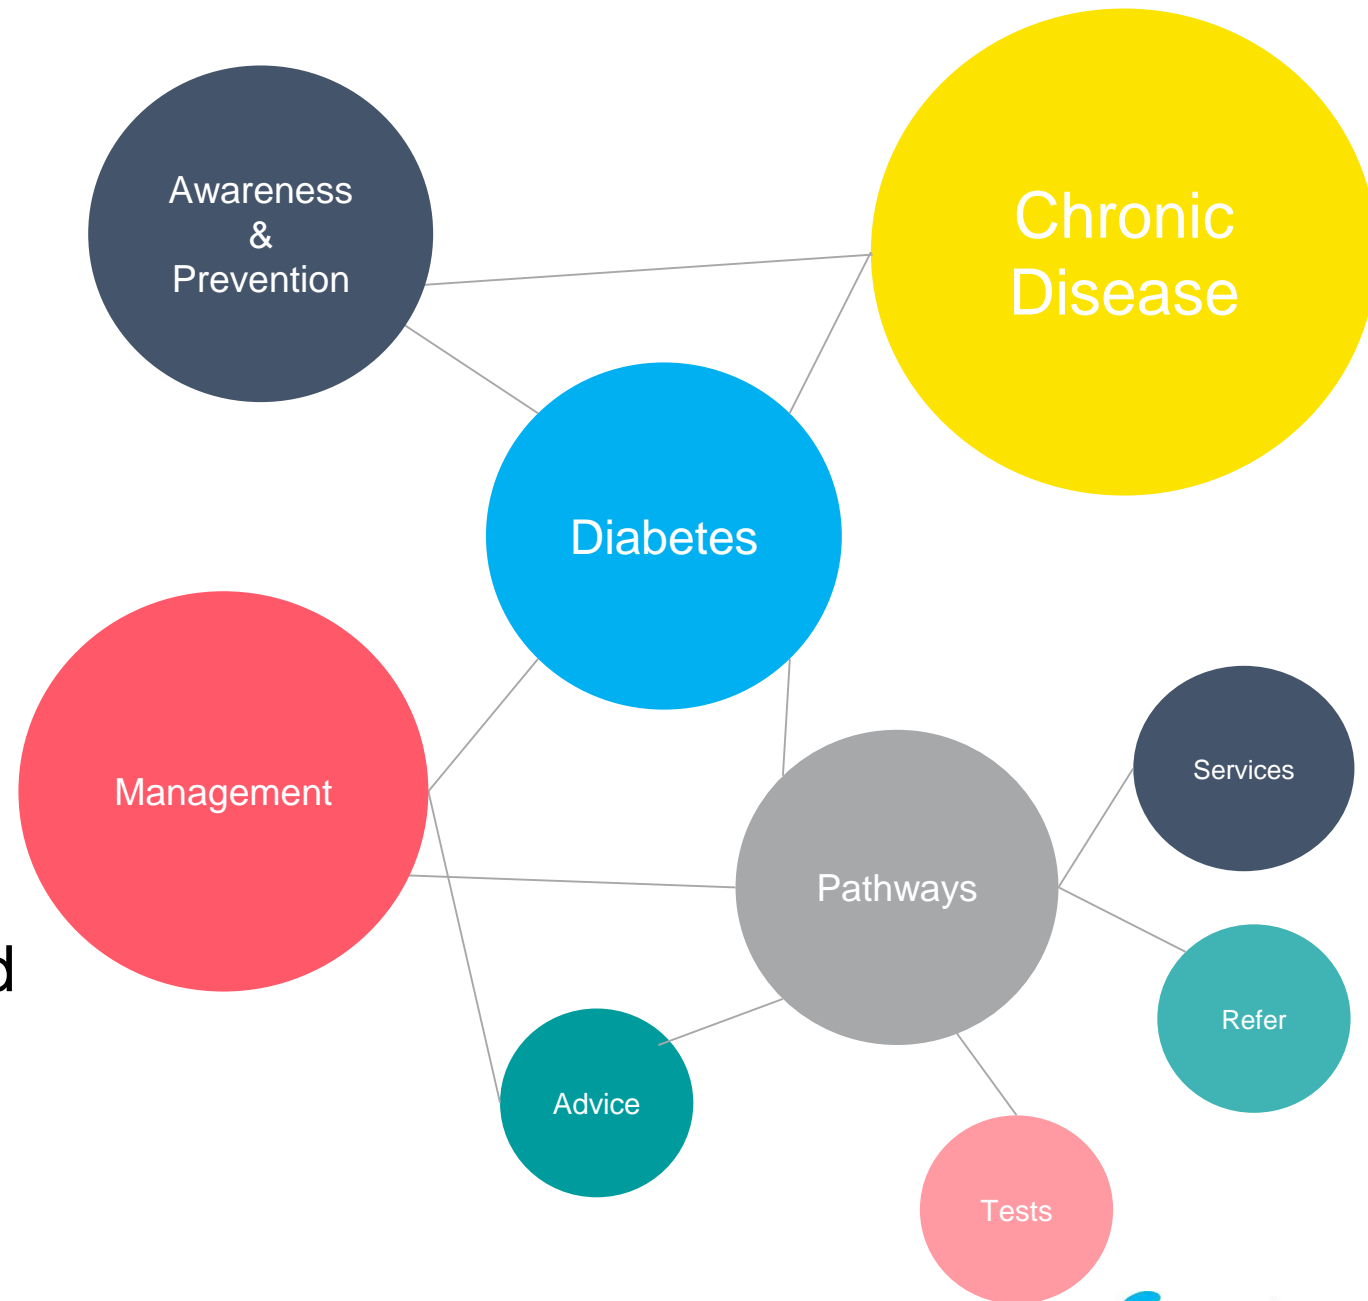 Awareness
&
Prevention
Chronic
Disease
Diabetes
Management
Services
Pathways
d
Refer
Advice
Tests